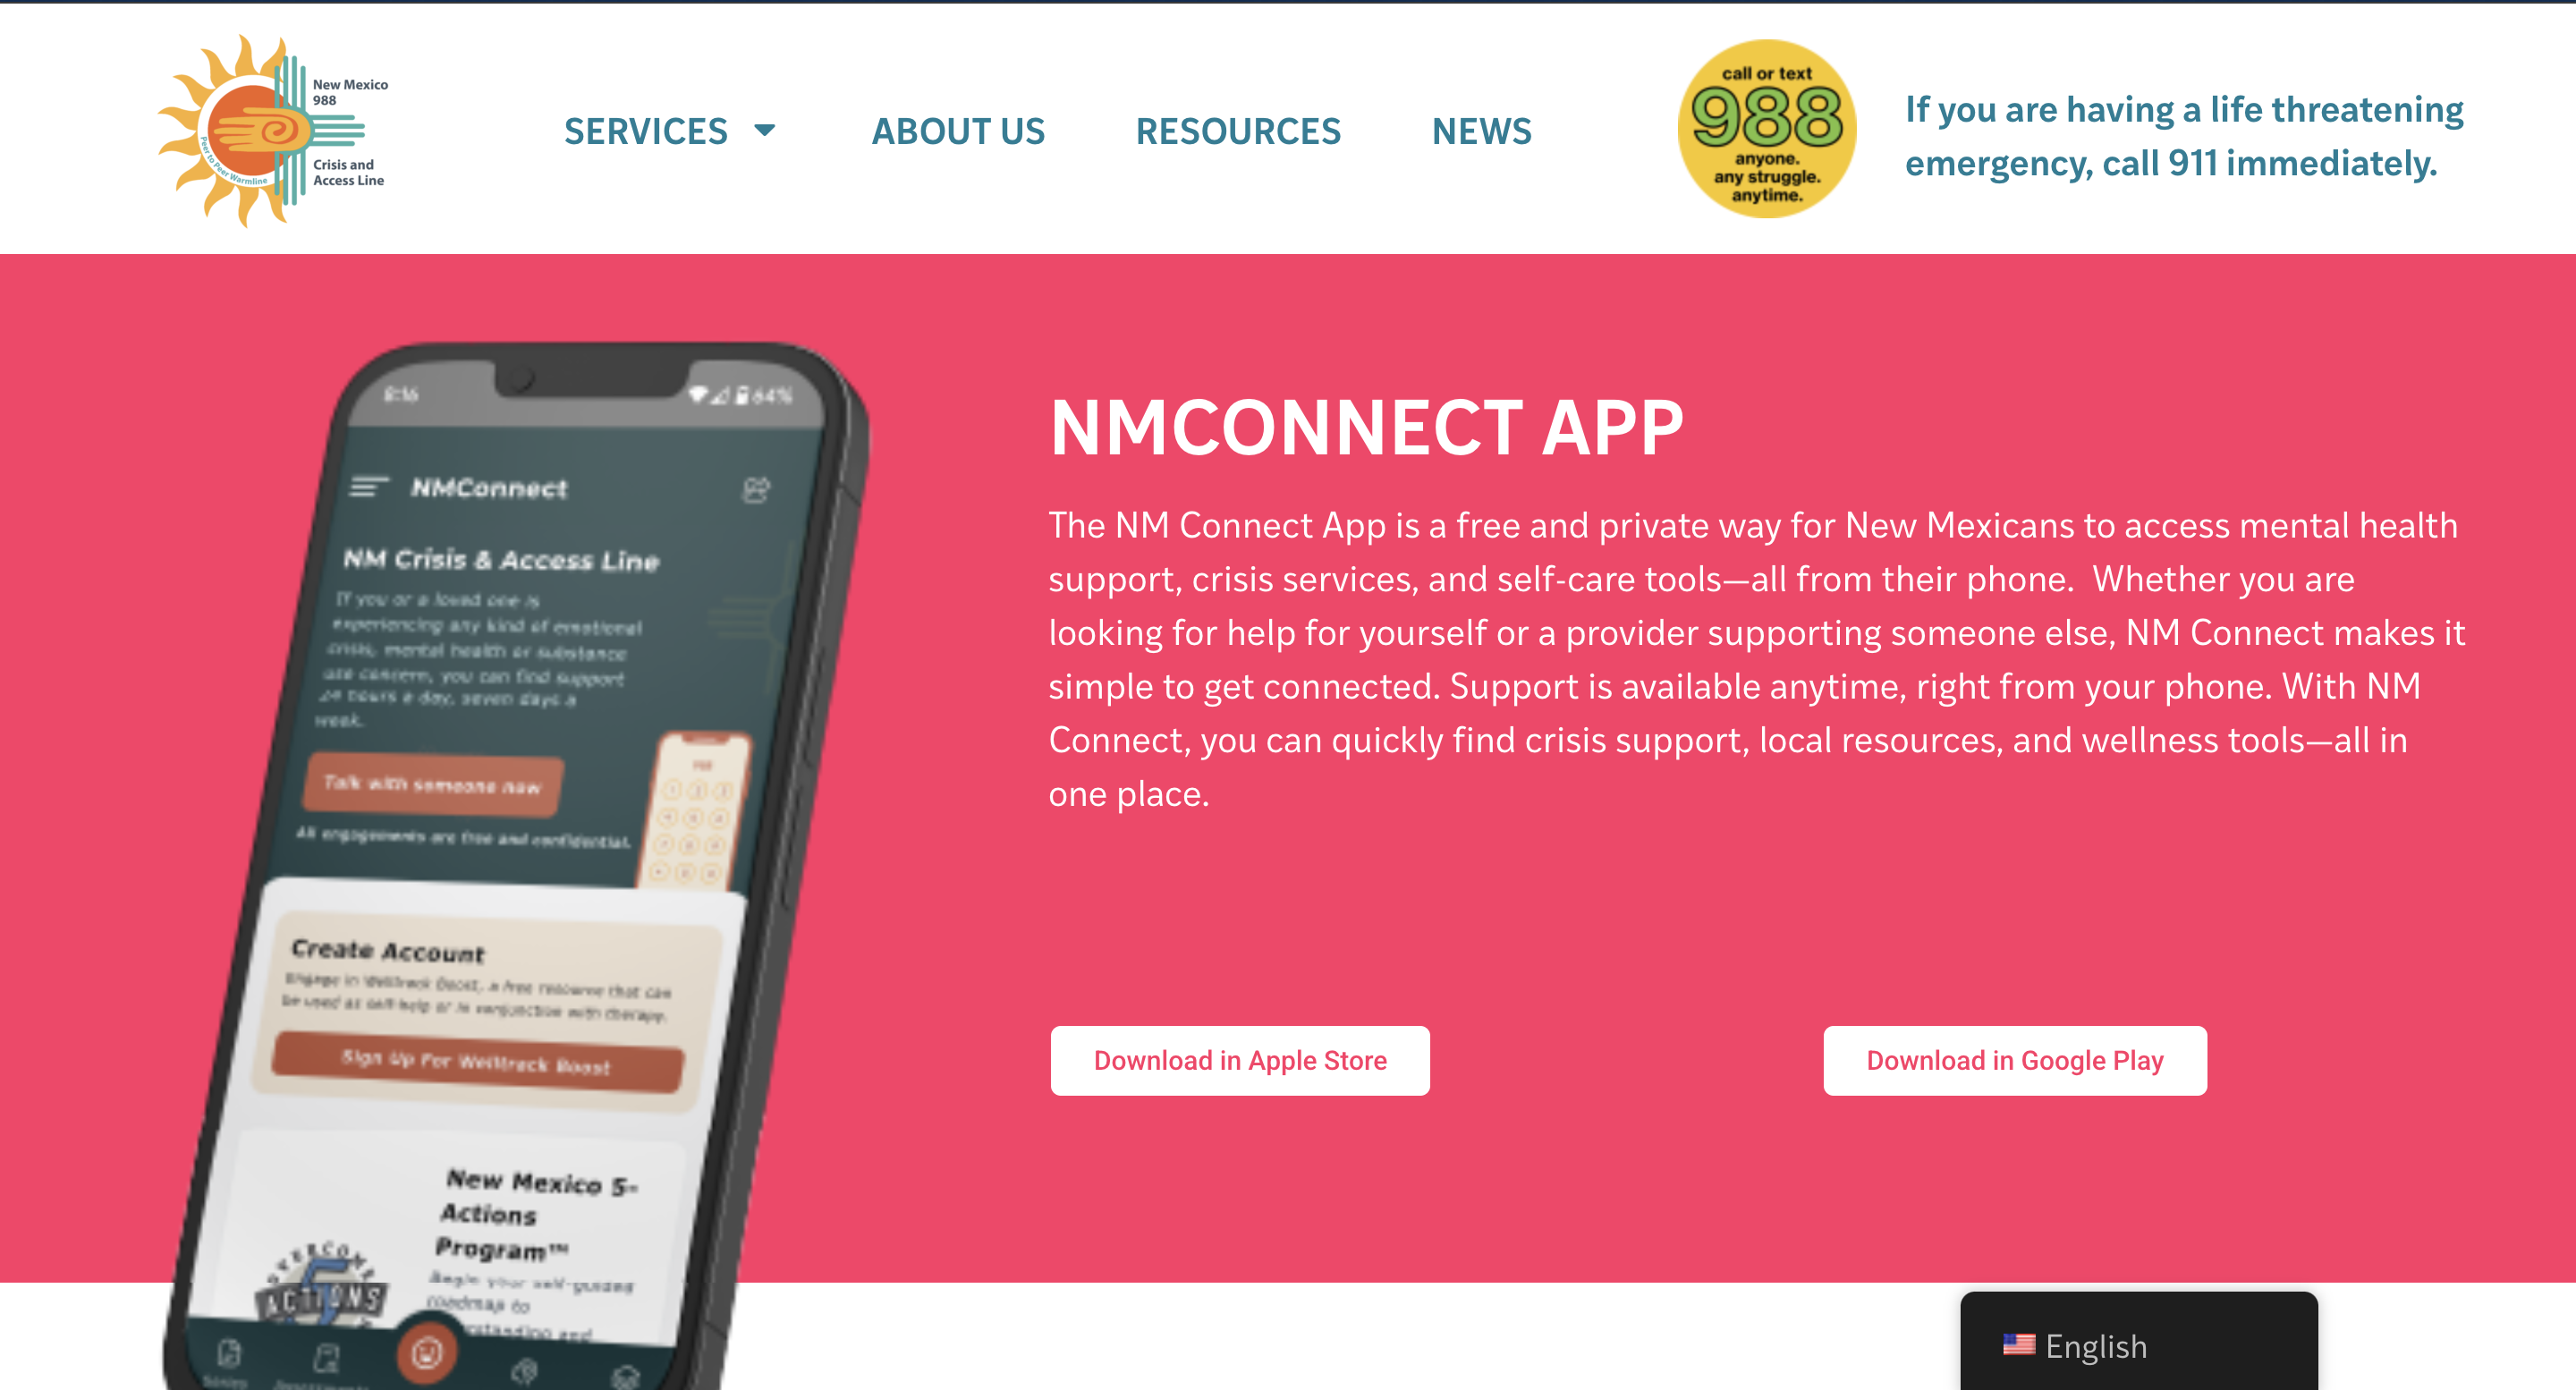 New Mexico
988
Peer to Peer Warmline
Crisis and
Access Line
SERVICES
ABOUT US
RESOURCES
NEWS
call or text
988
anyone.
any struggle.
anytime.
If you are having a life threatening
emergency, call 911 immediately.
8:16
64%
NMConnect
NM Crisis & Access Line
If you or a loved one is
experiencing any kind of emotional
crisis, mental health or substance
use concern, you can find support
24 hours a day, seven days a
week.
Talk with someone now
All engagements are free and confidential.
Create Account
Engage in Welltrack Boost, a free resource that can
be used as self-help or in conjunction with therapy.
Sign Up For Welltrack Boost
New Mexico 5-
Actions
Program™
Begin your self-guided
roadmap to
OVERCOME
5
ACTIONS
NMCONNECT APP
The NM Connect App is a free and private way for New Mexicans to access mental health
support, crisis services, and self-care tools—all from their phone.  Whether you are
looking for help for yourself or a provider supporting someone else, NM Connect makes it
simple to get connected. Support is available anytime, right from your phone. With NM
Connect, you can quickly find crisis support, local resources, and wellness tools—all in
one place.
Download in Apple Store
Download in Google Play
English